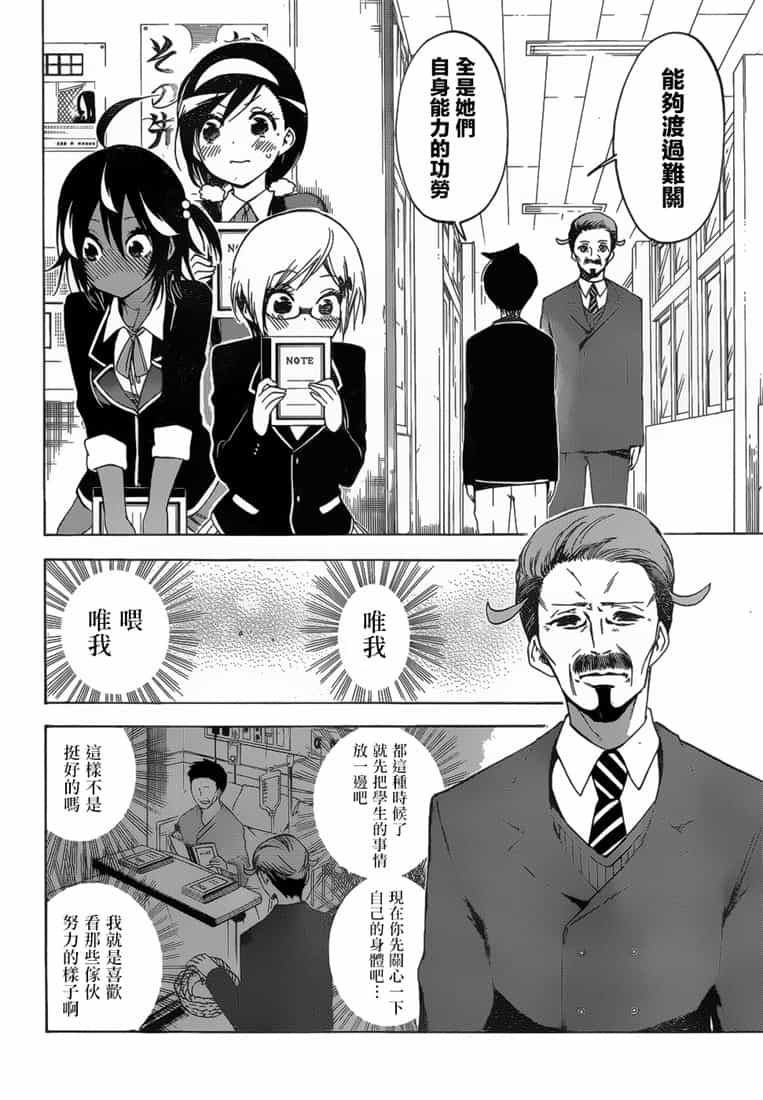 能夠渡過難關
全是她們
自身能力的功勞
その井
NOTE
NOTE
唯我
喂
唯我
都這種時候了
就先把學生的事情
放一邊吧
現在你先關心一下
自己的身體吧…
這樣不是
挺好的嗎
我就是喜歡
看那些傢伙
努力的樣子啊